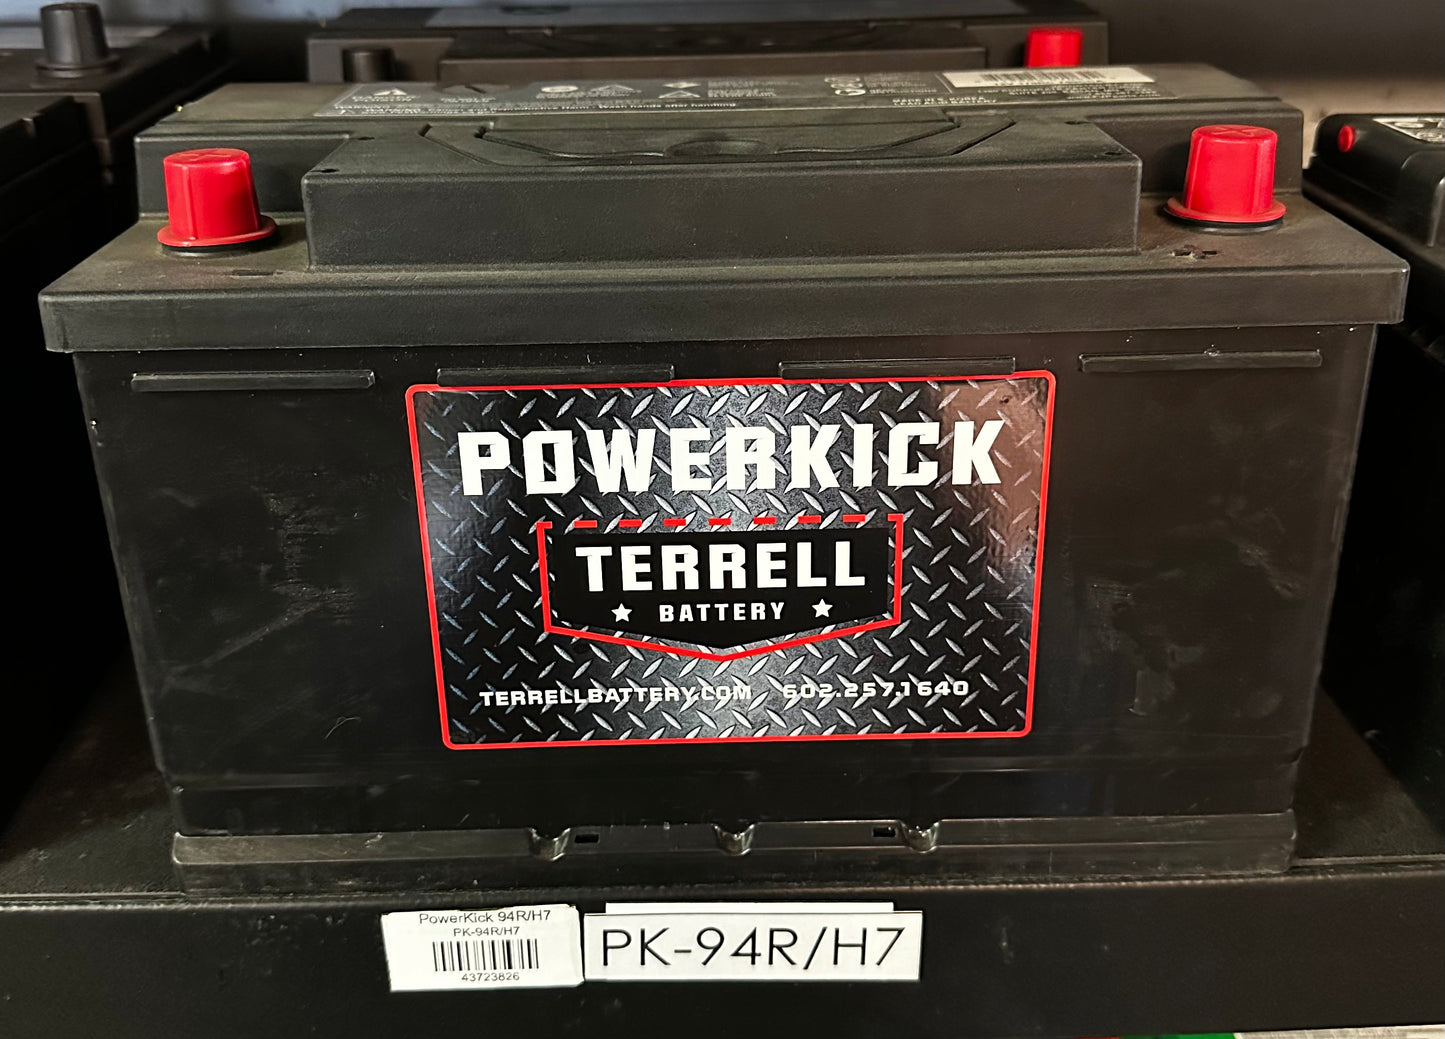 POWERKICK
TERRELL
BATTERY
TERRELLBATTERY.COM 602.257.1640
PowerKick 94R/H7
PK-94R/H7
43723826
PK-94R/H7